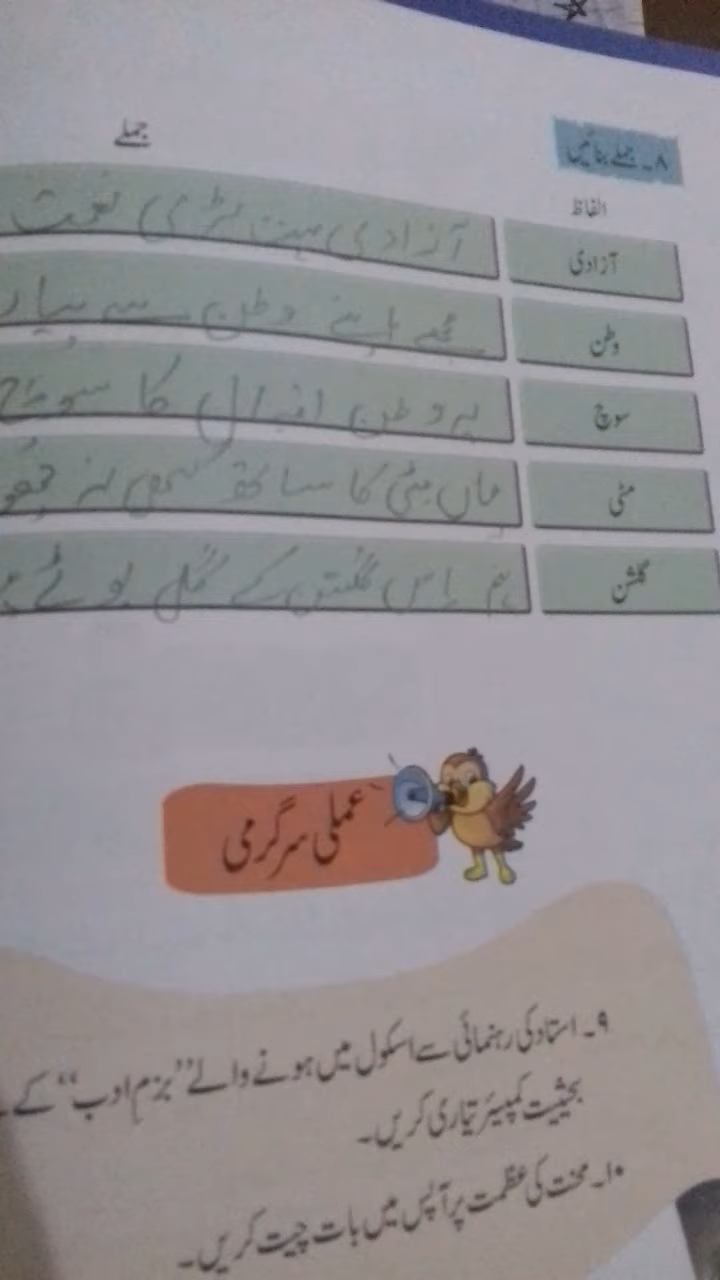 ۸۔ جملے بنائیں
الفاظ جملے
آزادی آزادی بہت بڑی نعمت
وطن مجھے اپنے وطن سے پیار
سوچ یہ وطن اقبال کا سوچ
مٹی ماں مٹی کا ساتھ کبھی نہ
گلشن ہم اِس گلشن کے گُل بوٹے
عملی سرگرمی
۹۔ استاد کی رہنمائی سے اسکول میں ہونے والے ”بزمِ ادب“ کے
بحیثیت کمپیئر تیاری کریں۔
۱۰۔ محنت کی عظمت پر آپس میں بات چیت کریں۔